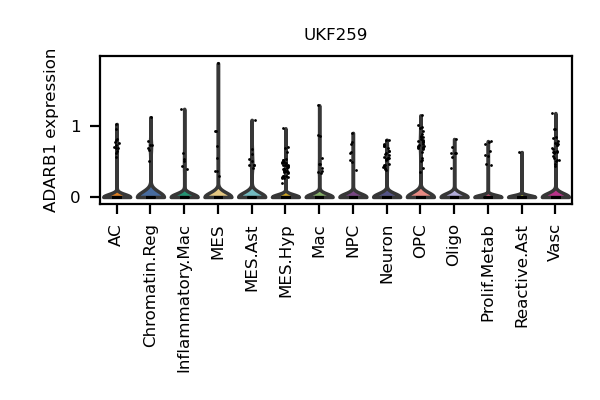 UKF259
ADARB1 expression
1
0
AC
Chromatin.Reg
Inflammatory.Mac
MES
MES.Ast
MES.Hyp
Mac
NPC
Neuron
OPC
Oligo
Prolif.Metab
Reactive.Ast
Vasc